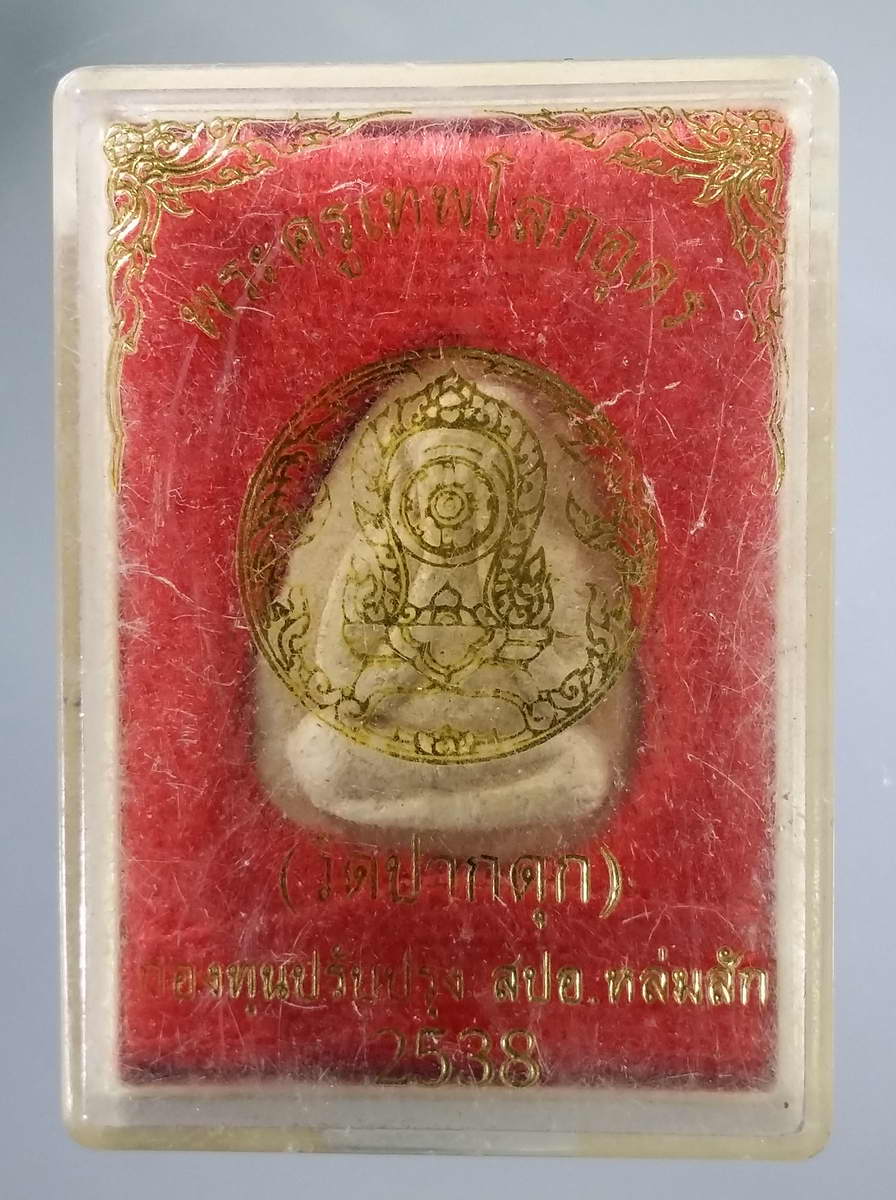 พระครูเทพโลกอุดร
(วัดปากดุก)
กองทุนปรับปรุง สปอ.หล่มสัก
2538